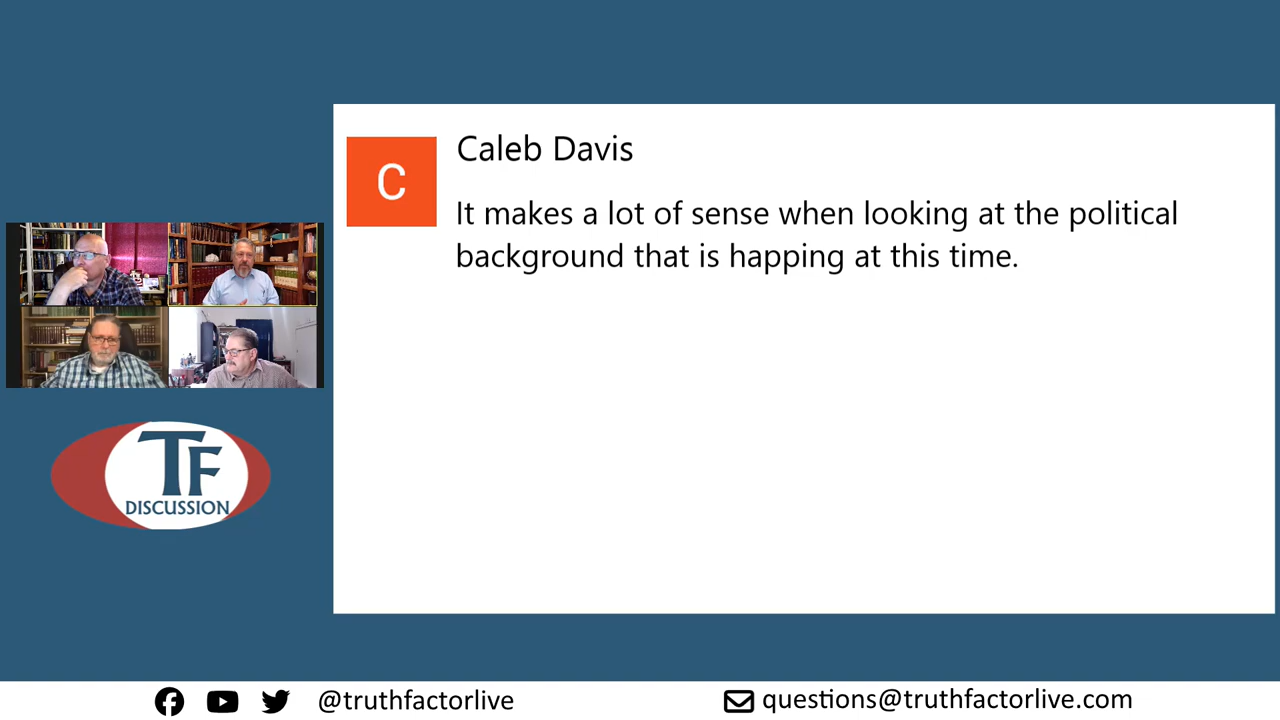 C
Caleb Davis
It makes a lot of sense when looking at the political
background that is happing at this time.
TF
DISCUSSION
@truthfactorlive
questions@truthfactorlive.com